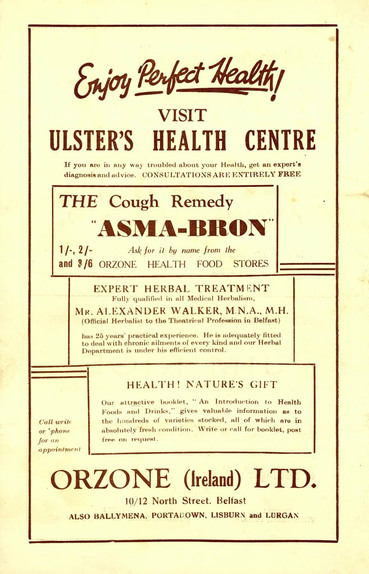 Enjoy Perfect Health!
VISIT
ULSTER'S HEALTH CENTRE
If you are in any way troubled about your Health, get an expert's
diagnosis and advice. CONSULTATIONS ARE ENTIRELY FREE
THE Cough Remedy
"ASMA-BRON"
1/-, 2/- Ask for it by name from the
and 3/6 ORZONE HEALTH FOOD STORES
EXPERT HERBAL TREATMENT
Fully qualified in all Medical Herbalism,
MR. ALEXANDER WALKER, M.N.A., M.H.
(Official Herbalist to the Theatrical Profession in Belfast)
has 25 years' practical experience. He is adequately fitted
to deal with chronic ailments of every kind and our Herbal
Department is under his efficient control.
HEALTH! NATURE'S GIFT
Our attractive booklet, "An Introduction to Health
Foods and Drinks," gives valuable information as to
the hundreds of varieties stocked, all of which are in
absolutely fresh condition. Write or call for booklet, post
free on request.
Call write
or 'phone
for an
appointment
ORZONE (Ireland) LTD.
10/12 North Street, Belfast
ALSO BALLYMENA, PORTADOWN, LISBURN and LURGAN